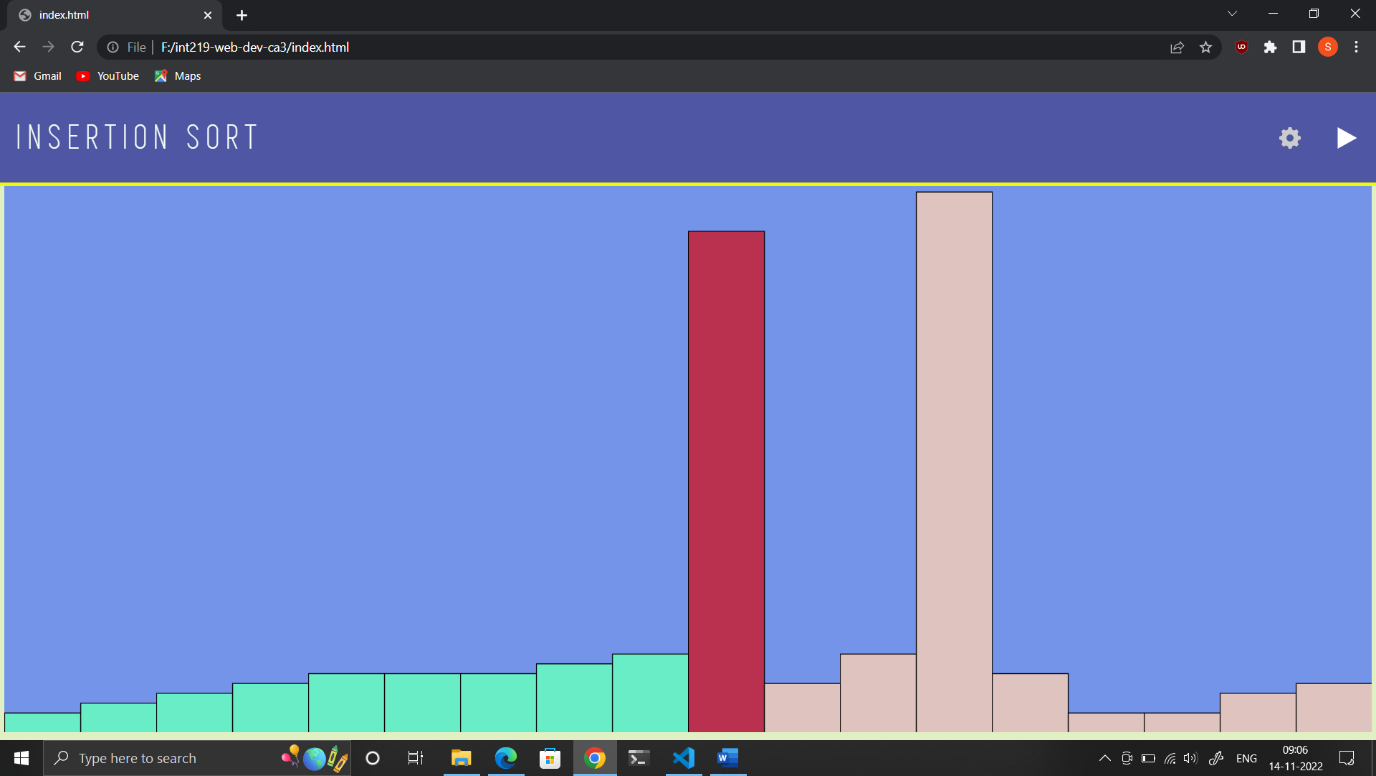 index.html
File | F:/int219-web-dev-ca3/index.html
Gmail YouTube Maps
INSERTION SORT
Type here to search
ENG
09:06
14-11-2022